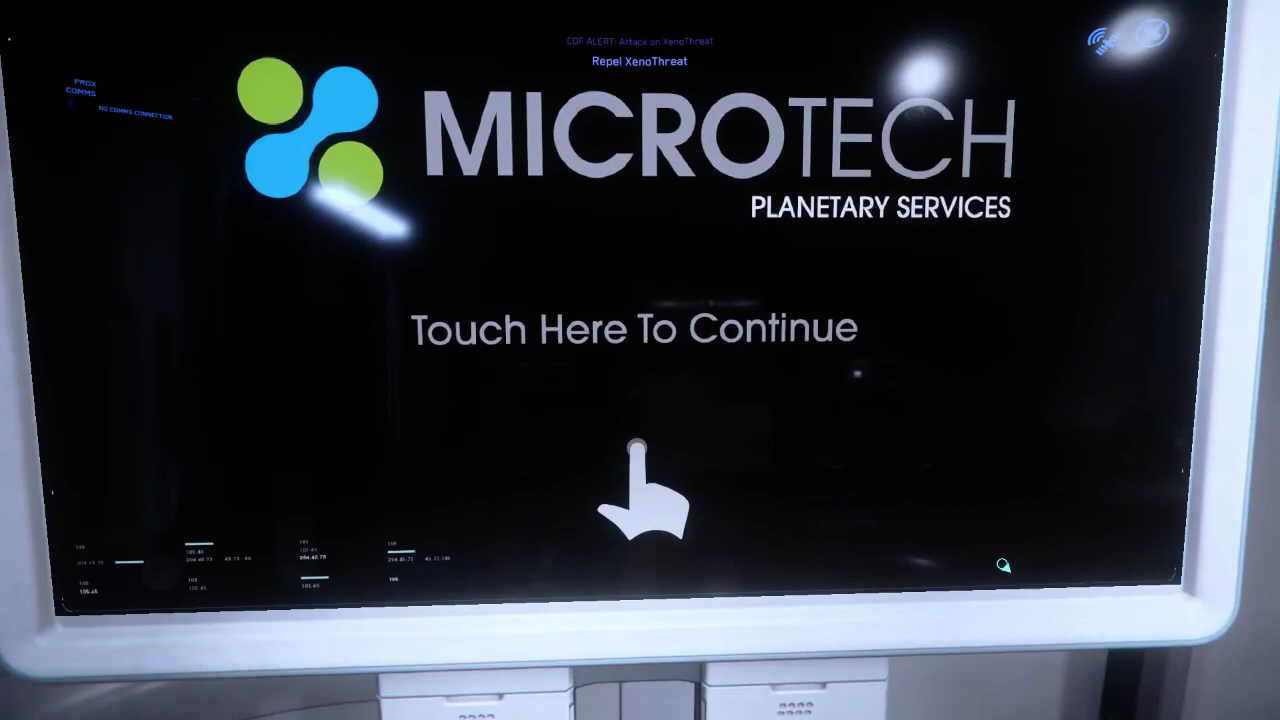 CDF ALERT: Attack on XenoThreat
Repel XenoThreat
PROX
COMMS
NO COMMS CONNECTION
MICROTECH
PLANETARY SERVICES
Touch Here To Continue